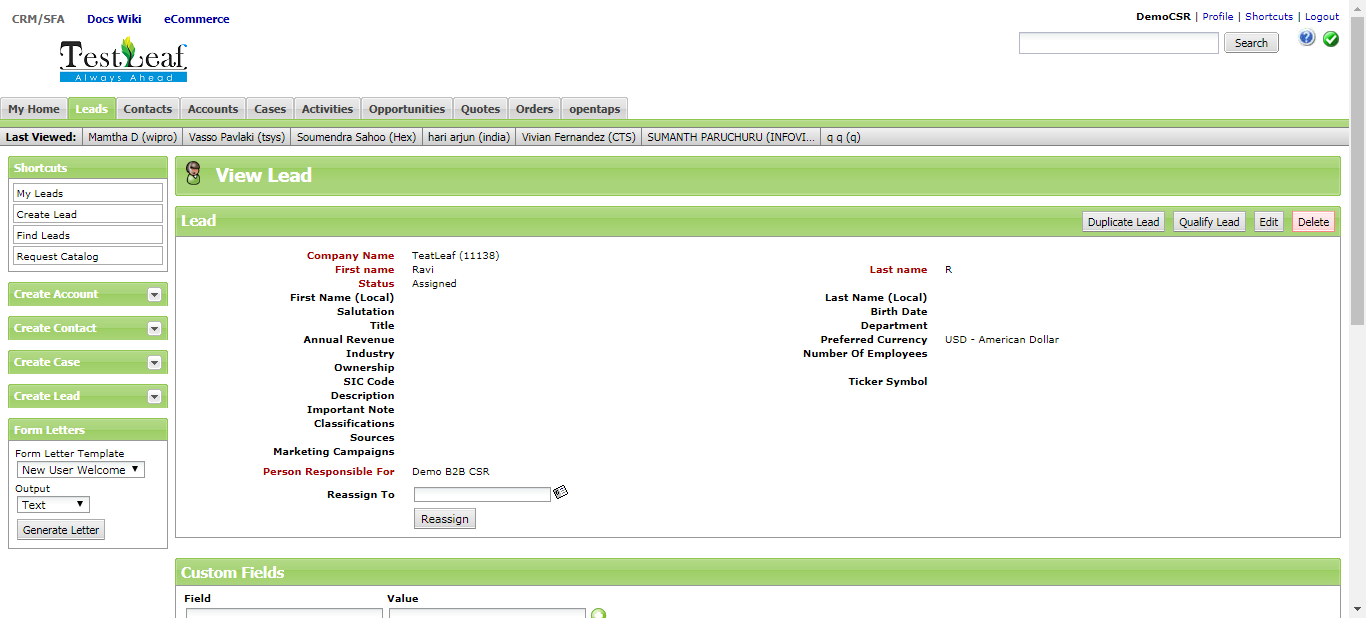 CRM/SFA Docs Wiki eCommerce
DemoCSR | Profile | Shortcuts | Logout
TestLeaf
Always Ahead
Search
My Home Leads Contacts Accounts Cases Activities Opportunities Quotes Orders opentaps
Last Viewed: Mamtha D (wipro) Vasso Pavlaki (tsys) Soumendra Sahoo (Hex) hari arjun (india) Vivian Fernandez (CTS) SUMANTH PARUCHURU (INFOVI... q q (q)
Shortcuts
My Leads
Create Lead
Find Leads
Request Catalog
Create Account
Create Contact
Create Case
Create Lead
Form Letters
Form Letter Template
New User Welcome
Output
Text
Generate Letter
View Lead
Lead
Duplicate Lead Qualify Lead Edit Delete
Company Name TeatLeaf (11138)
First name Ravi Last name R
Status Assigned
First Name (Local) Last Name (Local)
Salutation Birth Date
Title Department
Annual Revenue Preferred Currency USD - American Dollar
Industry Number Of Employees
Ownership
SIC Code Ticker Symbol
Description
Important Note
Classifications
Sources
Marketing Campaigns
Person Responsible For Demo B2B CSR
Reassign To
Reassign
Custom Fields
Field Value